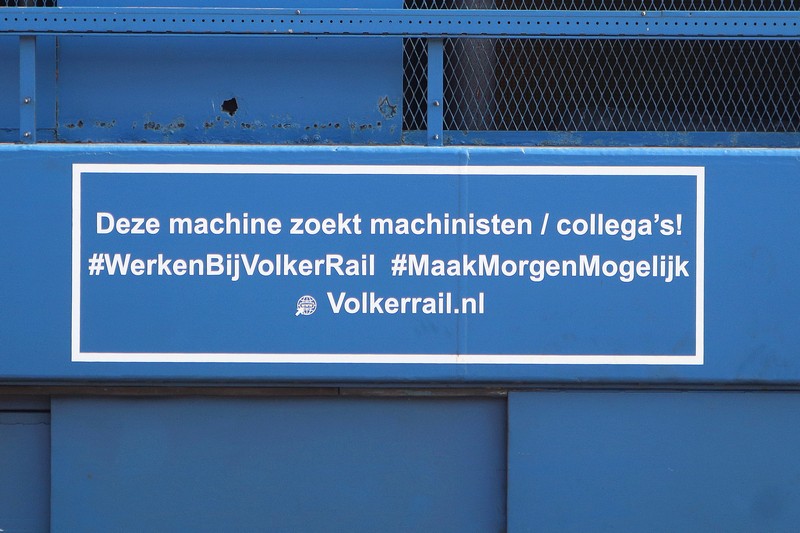 Deze machine zoekt machinisten / collega's!
#WerkenBijVolkerRail #MaakMorgenMogelijk
Volkerrail.nl